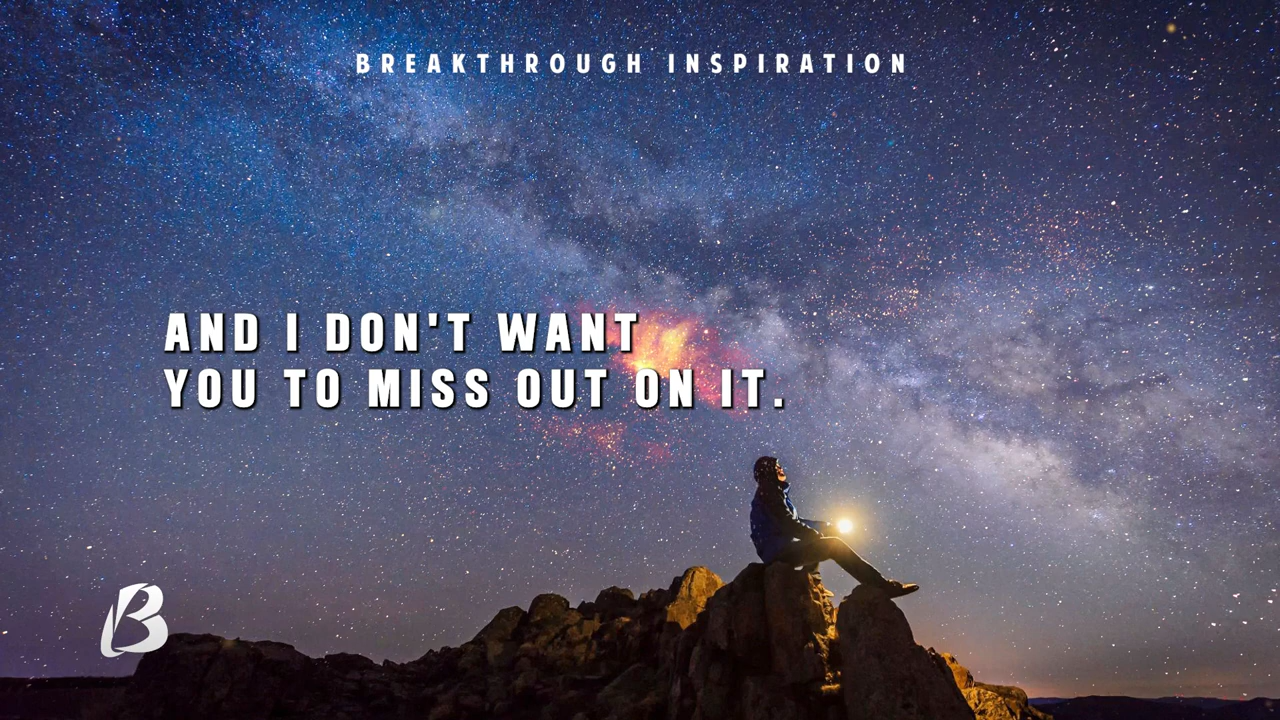 BREAKTHROUGH INSPIRATION
AND I DON'T WANT
YOU TO MISS OUT ON IT.
B